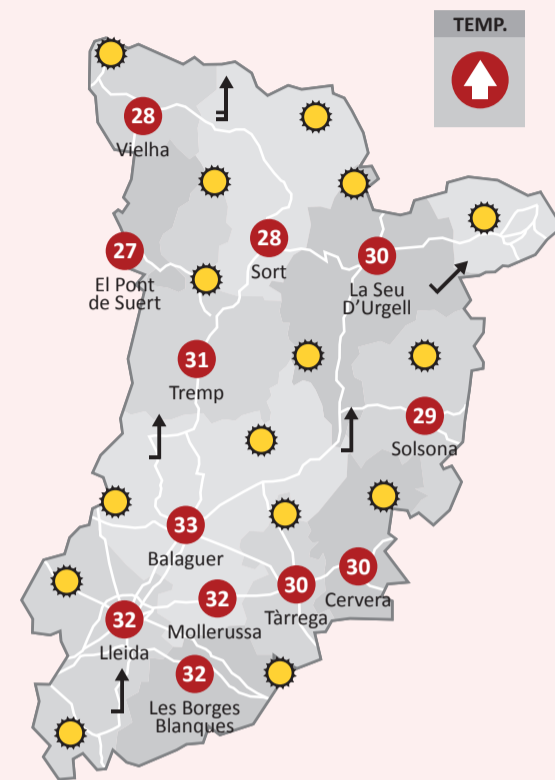 TEMP.
28
Vielha
27
El Pont
de Suert
28
Sort
30
La Seu
D'Urgell
31
Tremp
29
Solsona
33
Balaguer
30
Cervera
30
Tàrrega
32
Mollerussa
32
Lleida
32
Les Borges
Blanques